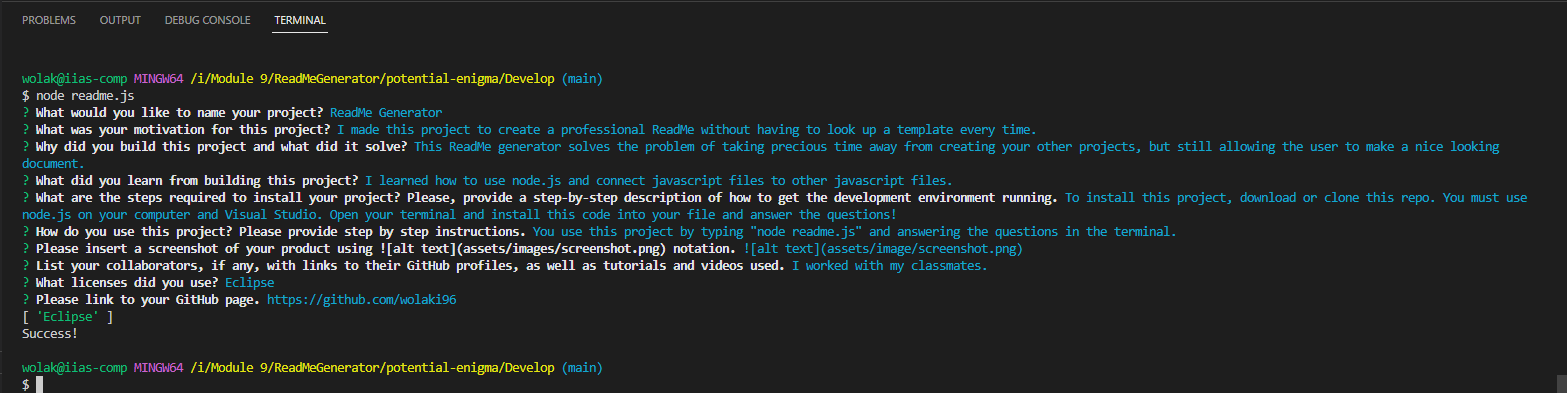 PROBLEMS OUTPUT DEBUG CONSOLE TERMINAL
wolak@iias-comp MINGW64 /i/Module 9/ReadMeGenerator/potential-enigma/Develop (main)
$ node readme.js
? What would you like to name your project? ReadMe Generator
? What was your motivation for this project? I made this project to create a professional ReadMe without having to look up a template every time.
? Why did you build this project and what did it solve? This ReadMe generator solves the problem of taking precious time away from creating your other projects, but still allowing the user to make a nice looking
document.
? What did you learn from building this project? I learned how to use node.js and connect javascript files to other javascript files.
? What are the steps required to install your project? Please, provide a step-by-step description of how to get the development environment running. To install this project, download or clone this repo. You must use
node.js on your computer and Visual Studio. Open your terminal and install this code into your file and answer the questions!
? How do you use this project? Please provide step by step instructions. You use this project by typing "node readme.js" and answering the questions in the terminal.
? Please insert a screenshot of your product using ![alt text](assets/images/screenshot.png) notation. ![alt text](assets/image/screenshot.png)
? List your collaborators, if any, with links to their GitHub profiles, as well as tutorials and videos used. I worked with my classmates.
? What licenses did you use? Eclipse
? Please link to your GitHub page. https://github.com/wolaki96
[ 'Eclipse' ]
Success!
wolak@iias-comp MINGW64 /i/Module 9/ReadMeGenerator/potential-enigma/Develop (main)
$